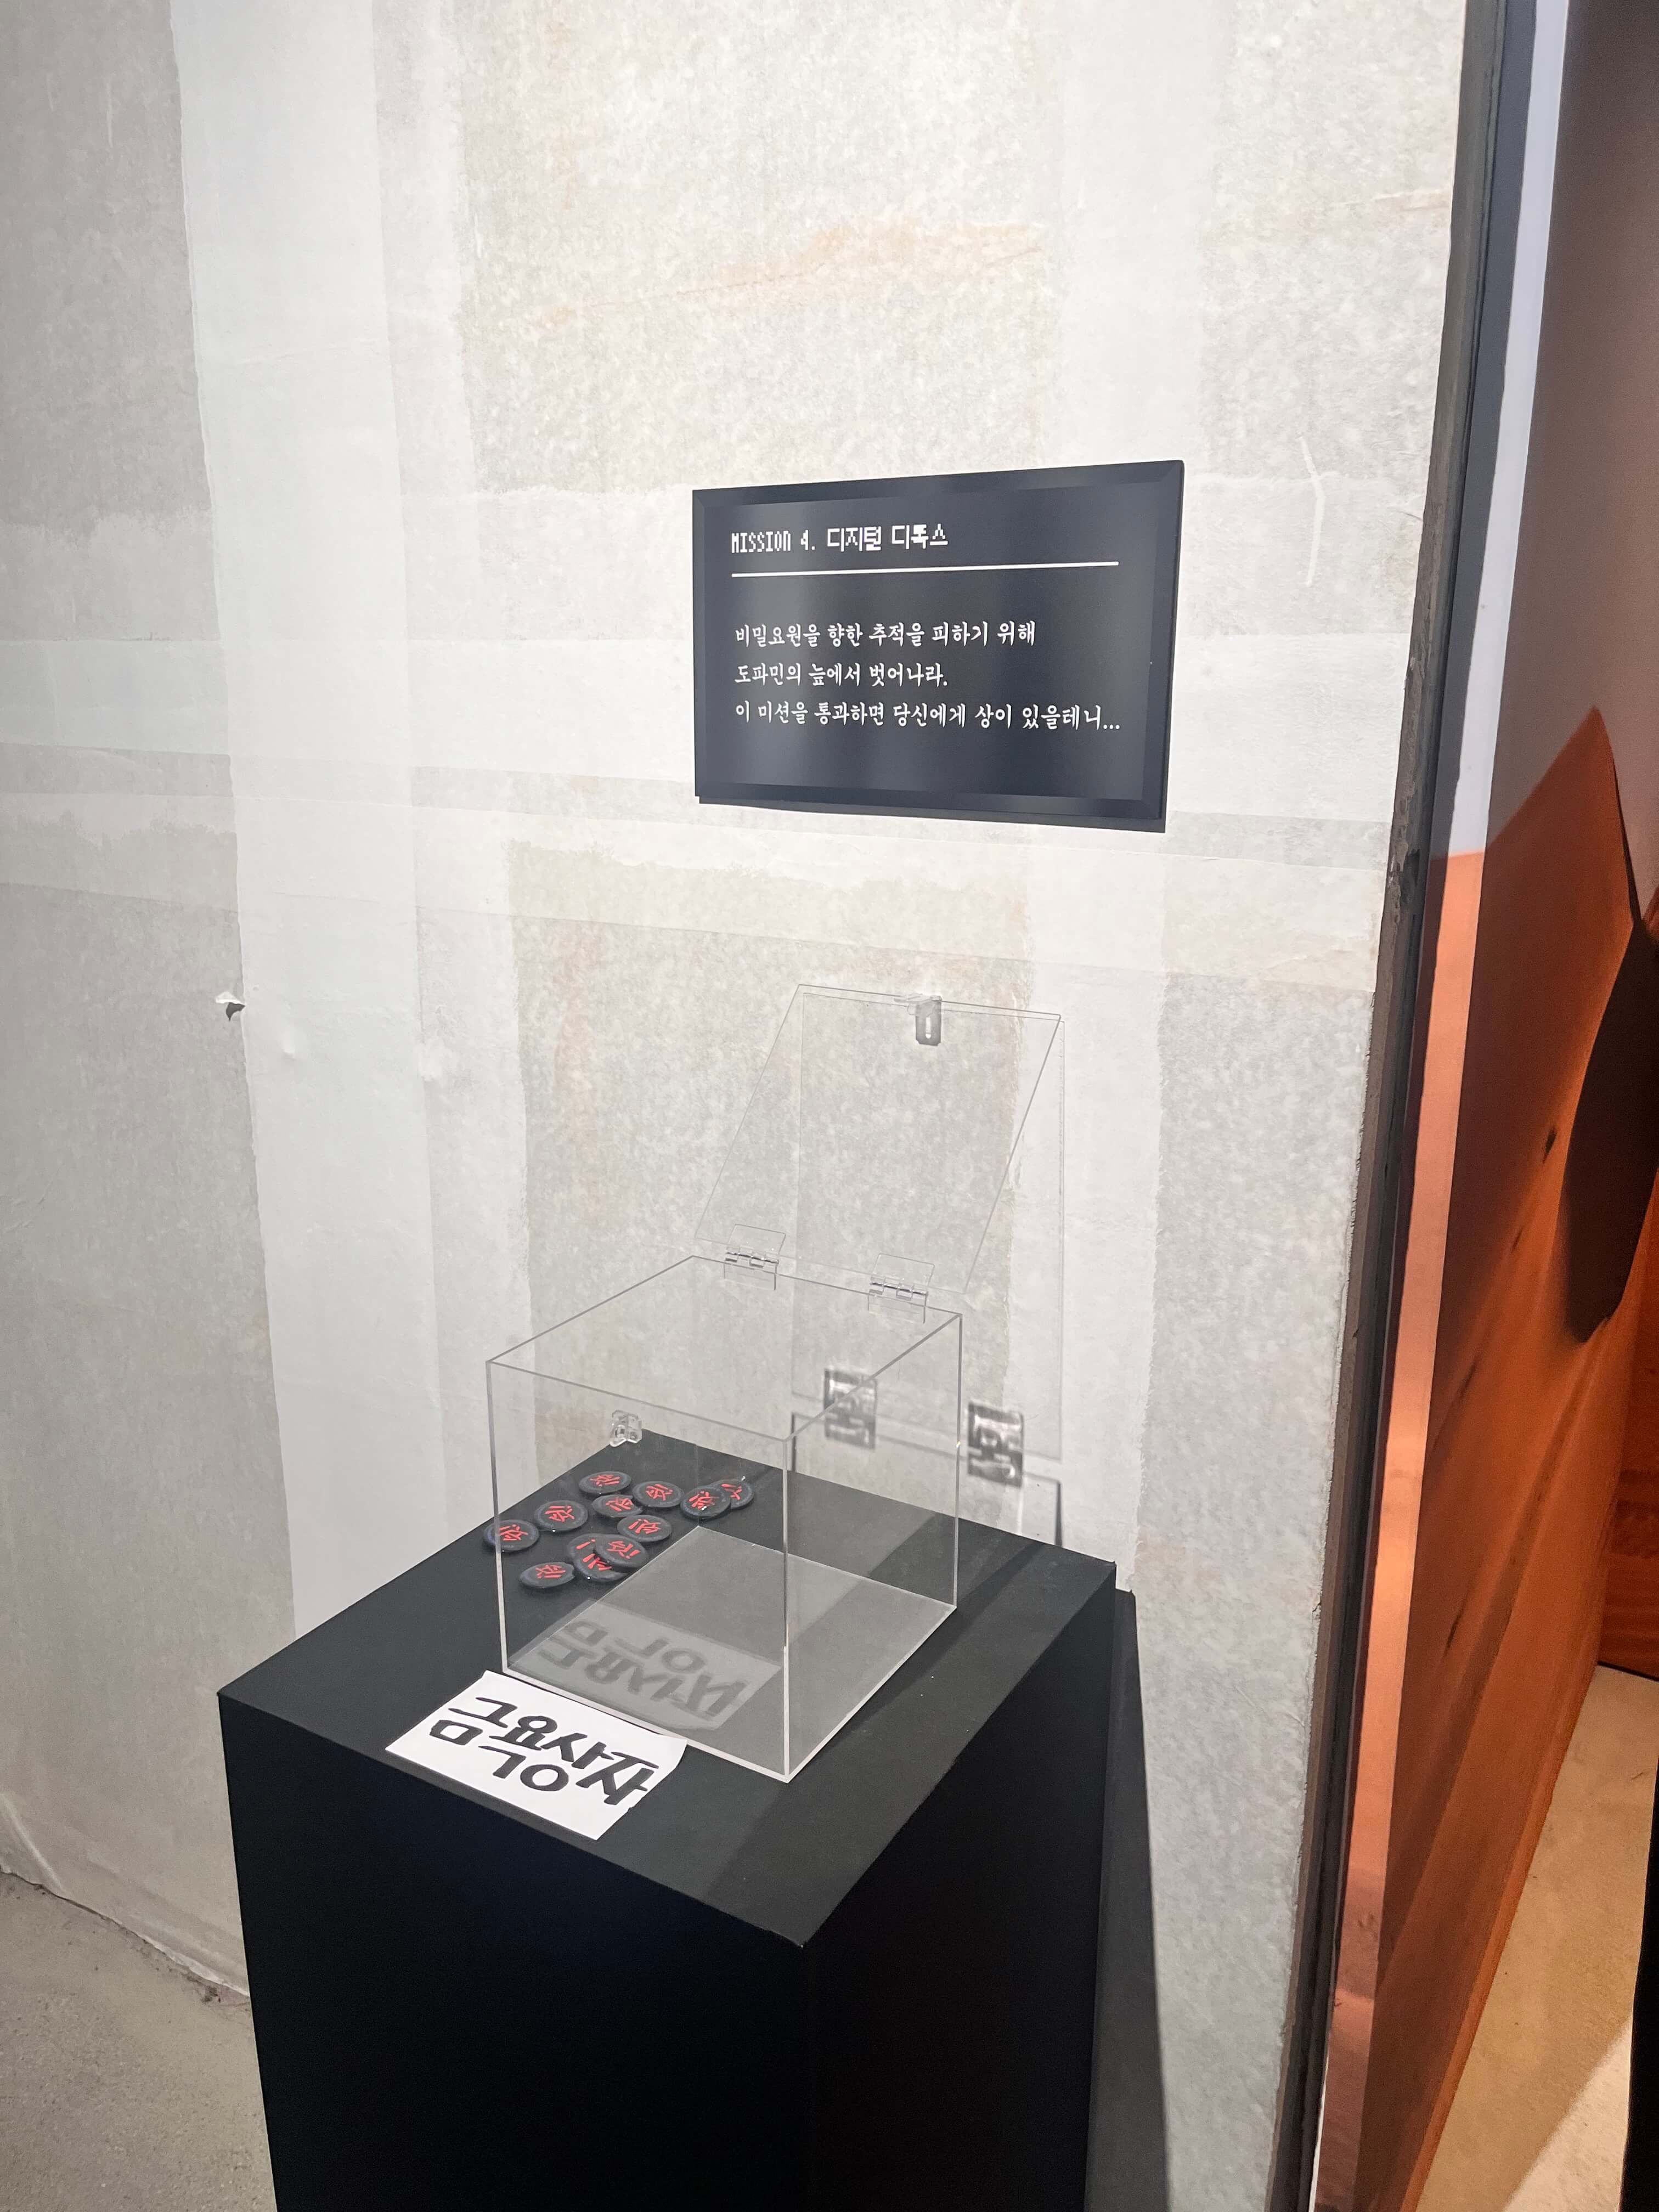 MISSION 4. 디지털 디톡스
비밀요원을 향한 추적을 피하기 위해
도파민의 늪에서 벗어나라.
이 미션을 통과하면 당신에게 상이 있을테니...
금욕상자